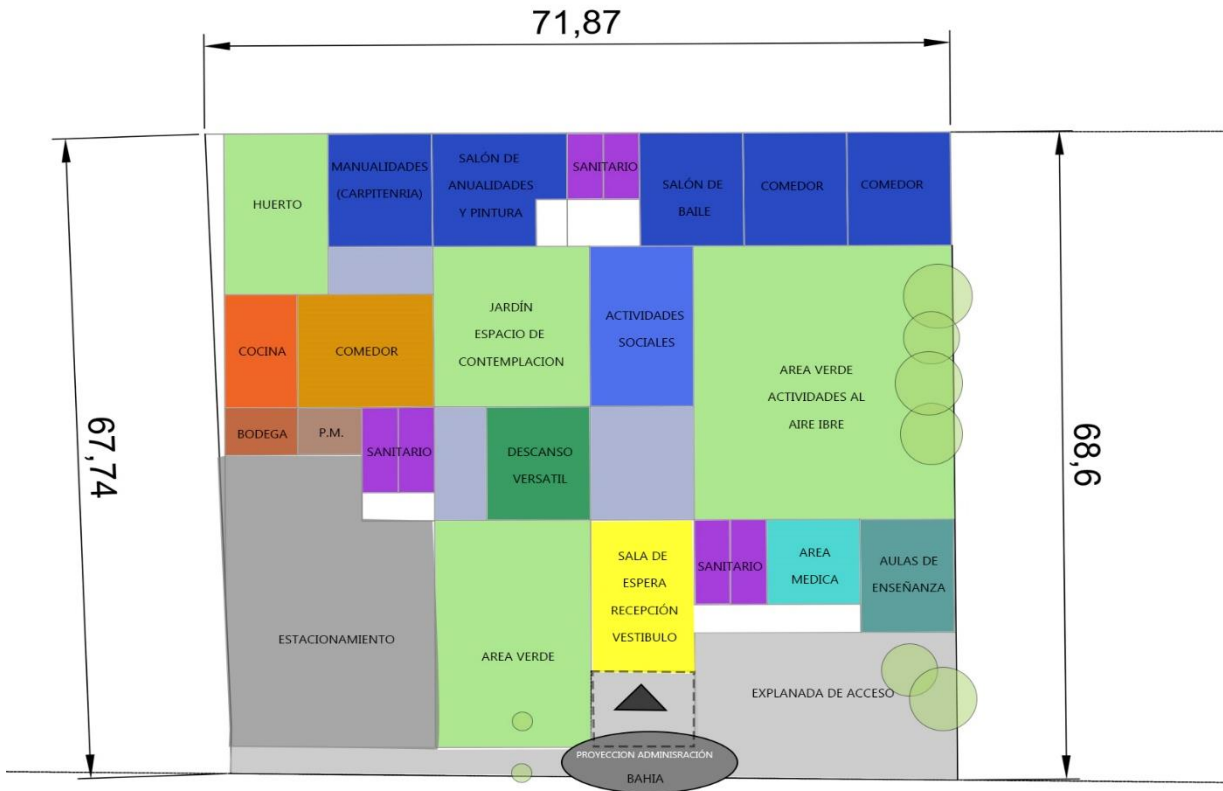 71,87
MANUALIDADES
(CARPITENRIA)
SALÓN DE
ANUALIDADES
Y PINTURA
SANITARIO
SALÓN DE
BAILE
COMEDOR
COMEDOR
HUERTO
JARDÍN
ESPACIO DE
CONTEMPLACION
ACTIVIDADES
SOCIALES
COCINA
COMEDOR
AREA VERDE
ACTIVIDADES AL
AIRE IBRE
67,74
68,6
BODEGA
P.M.
SANITARIO
DESCANSO
VERSATIL
SALA DE
ESPERA
RECEPCIÓN
VESTIBULO
SANITARIO
AREA
MEDICA
AULAS DE
ENSEÑANZA
ESTACIONAMIENTO
AREA VERDE
EXPLANADA DE ACCESO
PROYECCION ADMINISRACIÓN
BAHIA